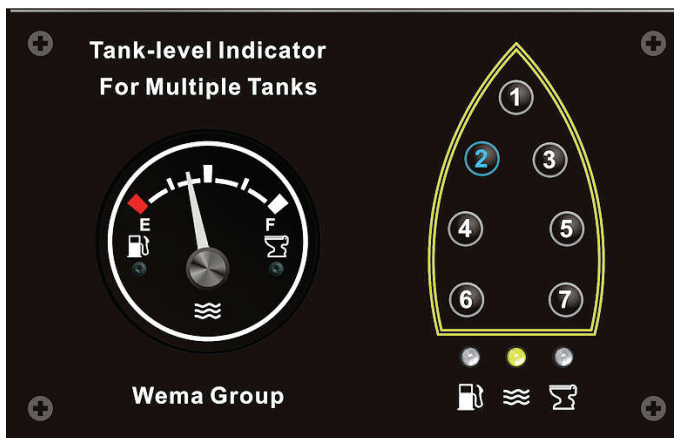 Tank-level Indicator
For Multiple Tanks
E F
Wema Group
1
2 3
4 5
6 7